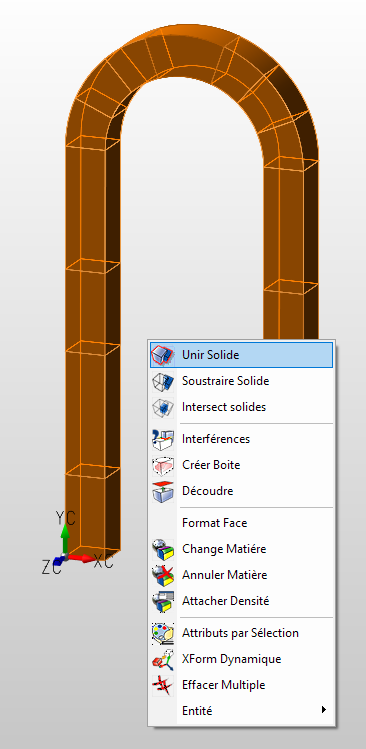 Unir Solide
Soustraire Solide
Intersect solides
Interférences
Créer Boite
Découdre
Format Face
Change Matiére
Annuler Matière
Attacher Densité
YC
XC
ZC
Attributs par Sélection
XForm Dynamique
Effacer Multiple
Entité